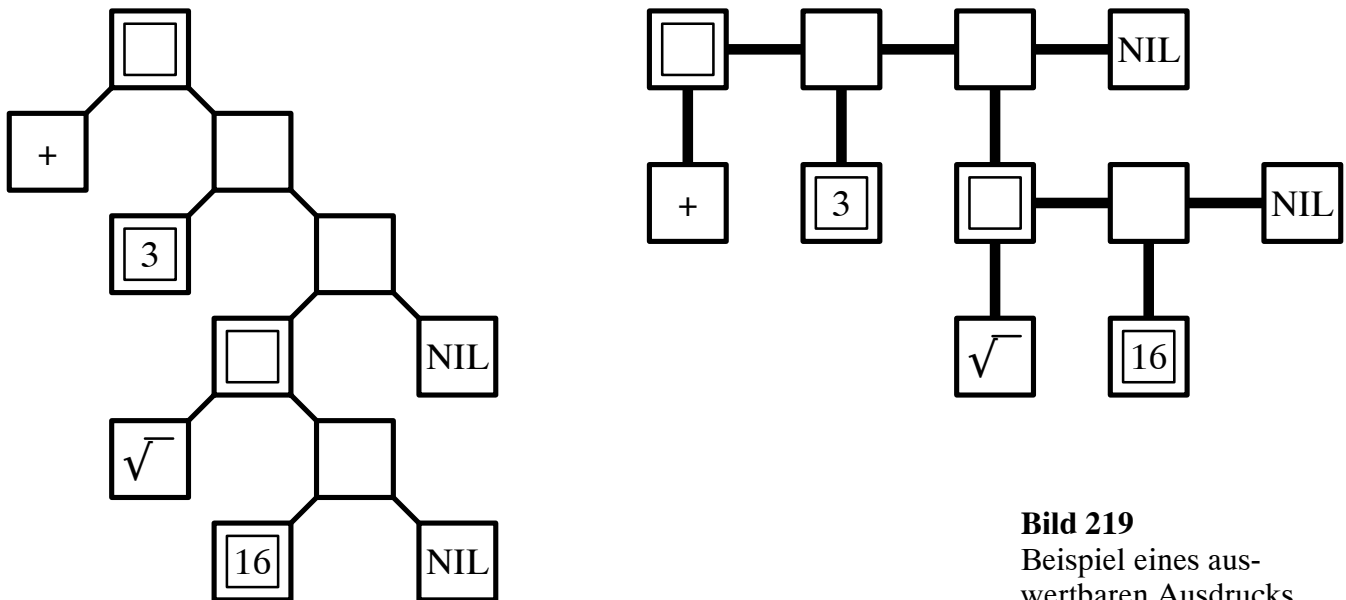 NIL
+
3
+
3
NIL
NIL
√
16
√
16
NIL
Bild 219
Beispiel eines aus-
wertbaren Ausdrucks